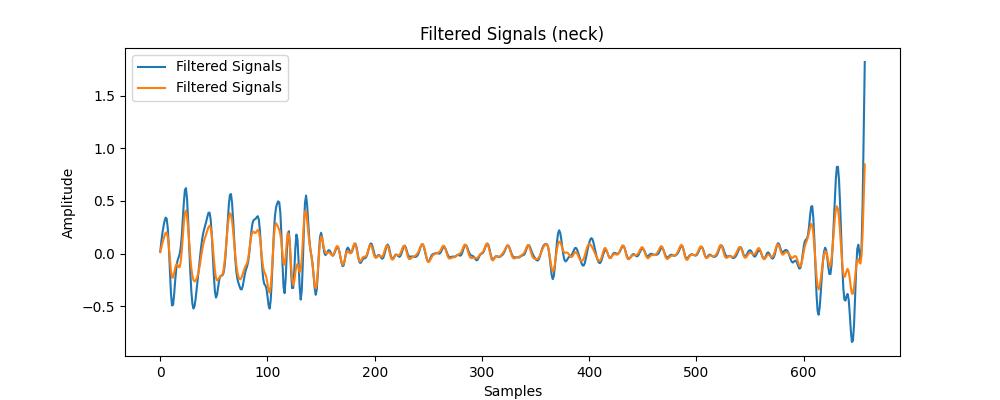 Filtered Signals (neck)
Filtered Signals
Filtered Signals
Amplitude
1.5
1.0
0.5
0.0
−0.5
0 100 200 300 400 500 600
Samples